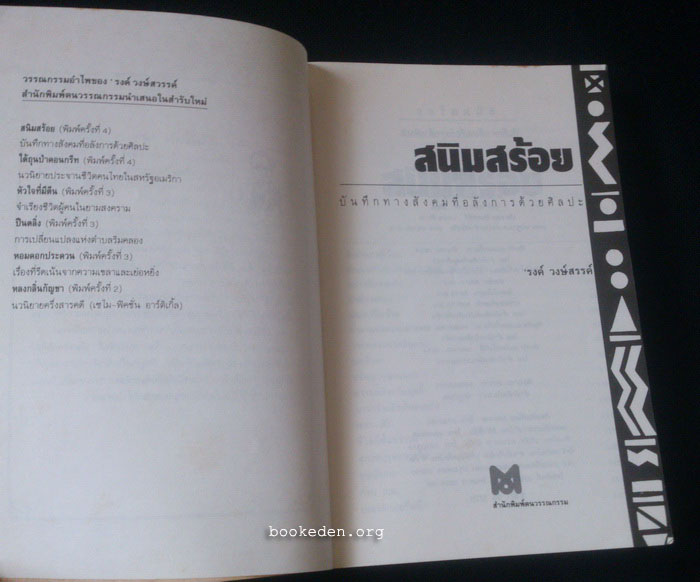 วรรณกรรมอำไพของ 'รงค์ วงษ์สวรรค์
สำนักพิมพ์ฅนวรรณกรรมนำเสนอในสำรับใหม่
สนิมสร้อย (พิมพ์ครั้งที่ 4)
บันทึกทางสังคมที่อลังการด้วยศิลปะ
ใต้ถุนป่าคอนกรีท (พิมพ์ครั้งที่ 4)
นวนิยายประจานชีวิตคนไทยในสหรัฐอเมริกา
หัวใจที่มีตีน (พิมพ์ครั้งที่ 3)
จำเรียงชีวิตผู้คนในยามสงคราม
ปีนตลิ่ง (พิมพ์ครั้งที่ 3)
การเปลี่ยนแปลงแห่งตำบลริมคลอง
หอมดอกประดวน (พิมพ์ครั้งที่ 3)
เรื่องที่รีดเน้นจากความเขลาและเย่อหยิ่ง
หลงกลิ่นกัญชา (พิมพ์ครั้งที่ 2)
นวนิยายครึ่งสารคดี (เซไม-ฟิคชั่น อาร์ติเกิ้ล)
สนิมสร้อย
บันทึกทางสังคมที่อลังการด้วยศิลปะ
'รงค์ วงษ์สวรรค์
สำนักพิมพ์ฅนวรรณกรรม
bookeden.org